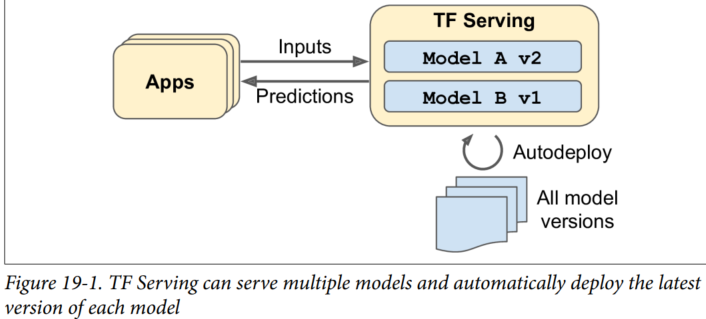 TF Serving
Inputs
Model A v2
Apps
Predictions
Model B v1
Autodeploy
All model
versions
Figure 19-1. TF Serving can serve multiple models and automatically deploy the latest
version of each model